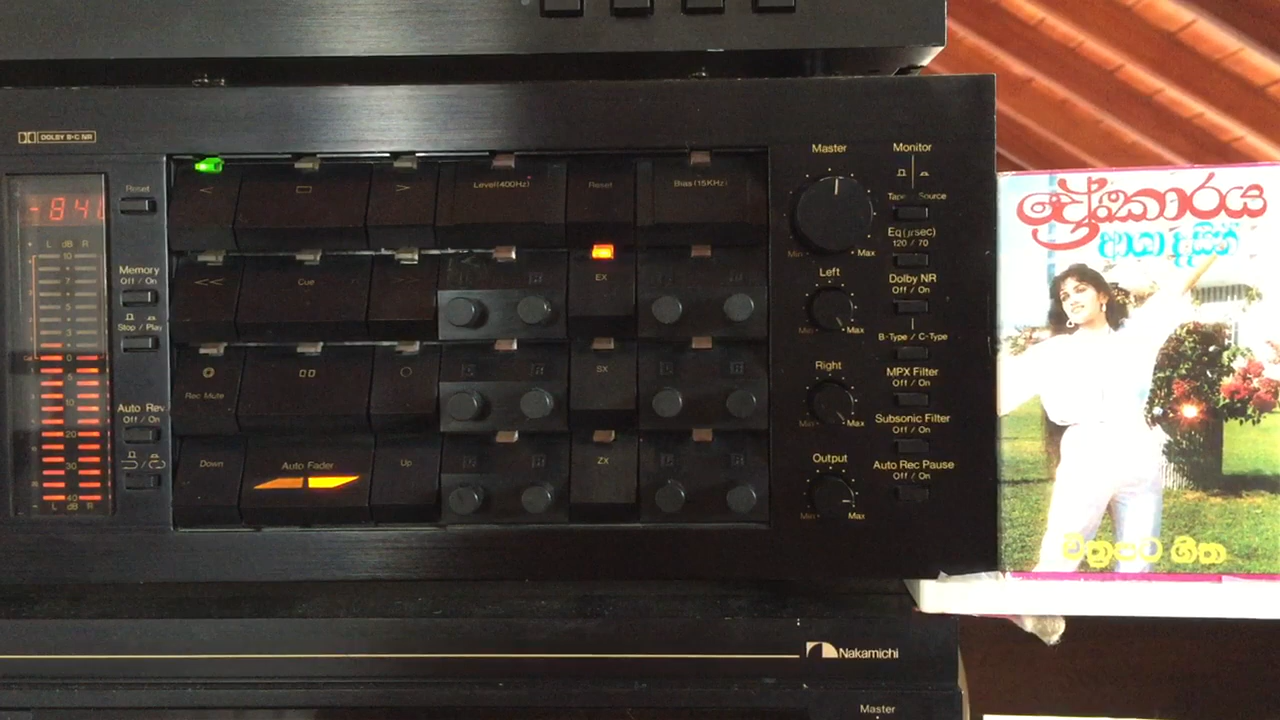 DOLBY B·C NR
-841
L dB R
10
7
5
3
0
5
10
20
30
40
L dB R
Reset
Memory
Off / On
Stop / Play
Auto Rev
Off / On
<
>
Level (400Hz)
Reset
Bias (15KHz)
<<
Cue
EX
Rec Mute
SX
Down
Auto Fader
Up
ZX
Master
Min
Max
Left
Min
Max
Right
Min
Max
Output
Min
Max
Monitor
Tape Source
Eq (μsec)
120 / 70
Dolby NR
Off / On
B-Type / C-Type
MPX Filter
Off / On
Subsonic Filter
Off / On
Auto Rec Pause
Off / On
ආශා දසුන්
චිත්‍රපට ගීත
Nakamichi
Master